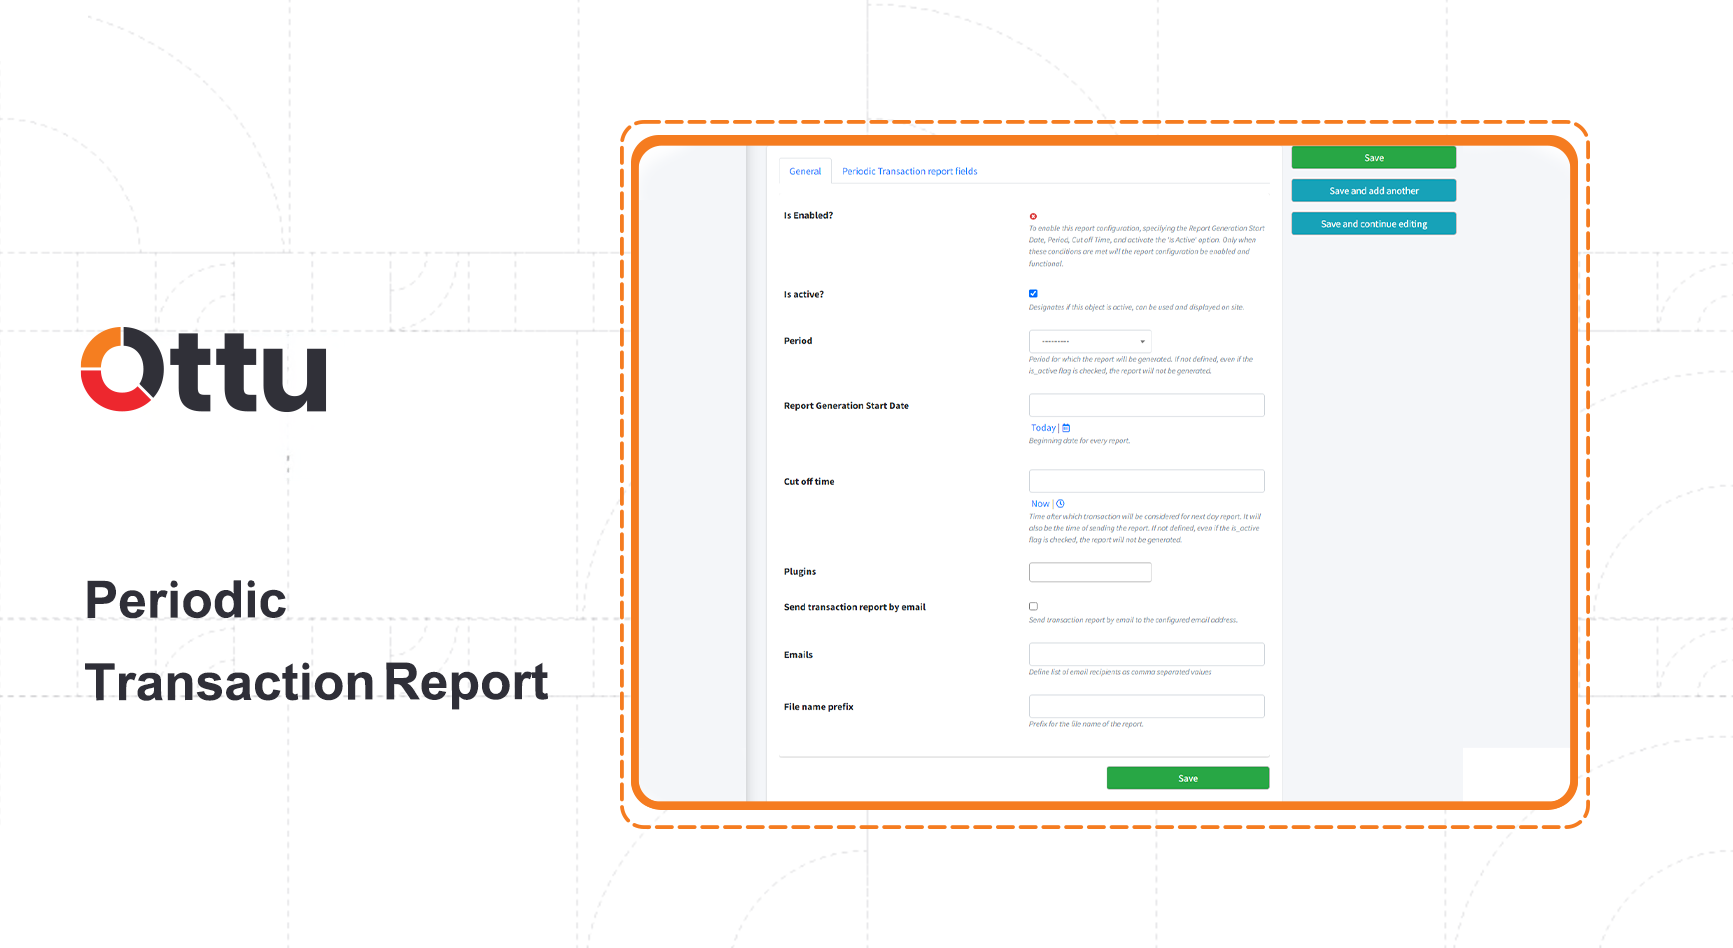 Ottu
Periodic
Transaction Report
General
Periodic Transaction report fields
Is Enabled?
To enable this report configuration, specifying the Report Generation Start
Date, Period, Cut off Time, and activate the 'Is Active' option. Only when
these conditions are met will the report configuration be enabled and
functional.
Is active?
Designates if this object is active, can be used and displayed on site.
Period
---------
Period for which the report will be generated. If not defined, even if the
is_active flag is checked, the report will not be generated.
Report Generation Start Date
Today |
Beginning date for every report.
Cut off time
Now |
Time after which transaction will be considered for next day report. It will
also be the time of sending the report. If not defined, even if the is_active
flag is checked, the report will not be generated.
Plugins
Send transaction report by email
Send transaction report by email to the configured email address.
Emails
Define list of email recipients as comma separated values
File name prefix
Prefix for the file name of the report.
Save
Save
Save and add another
Save and continue editing